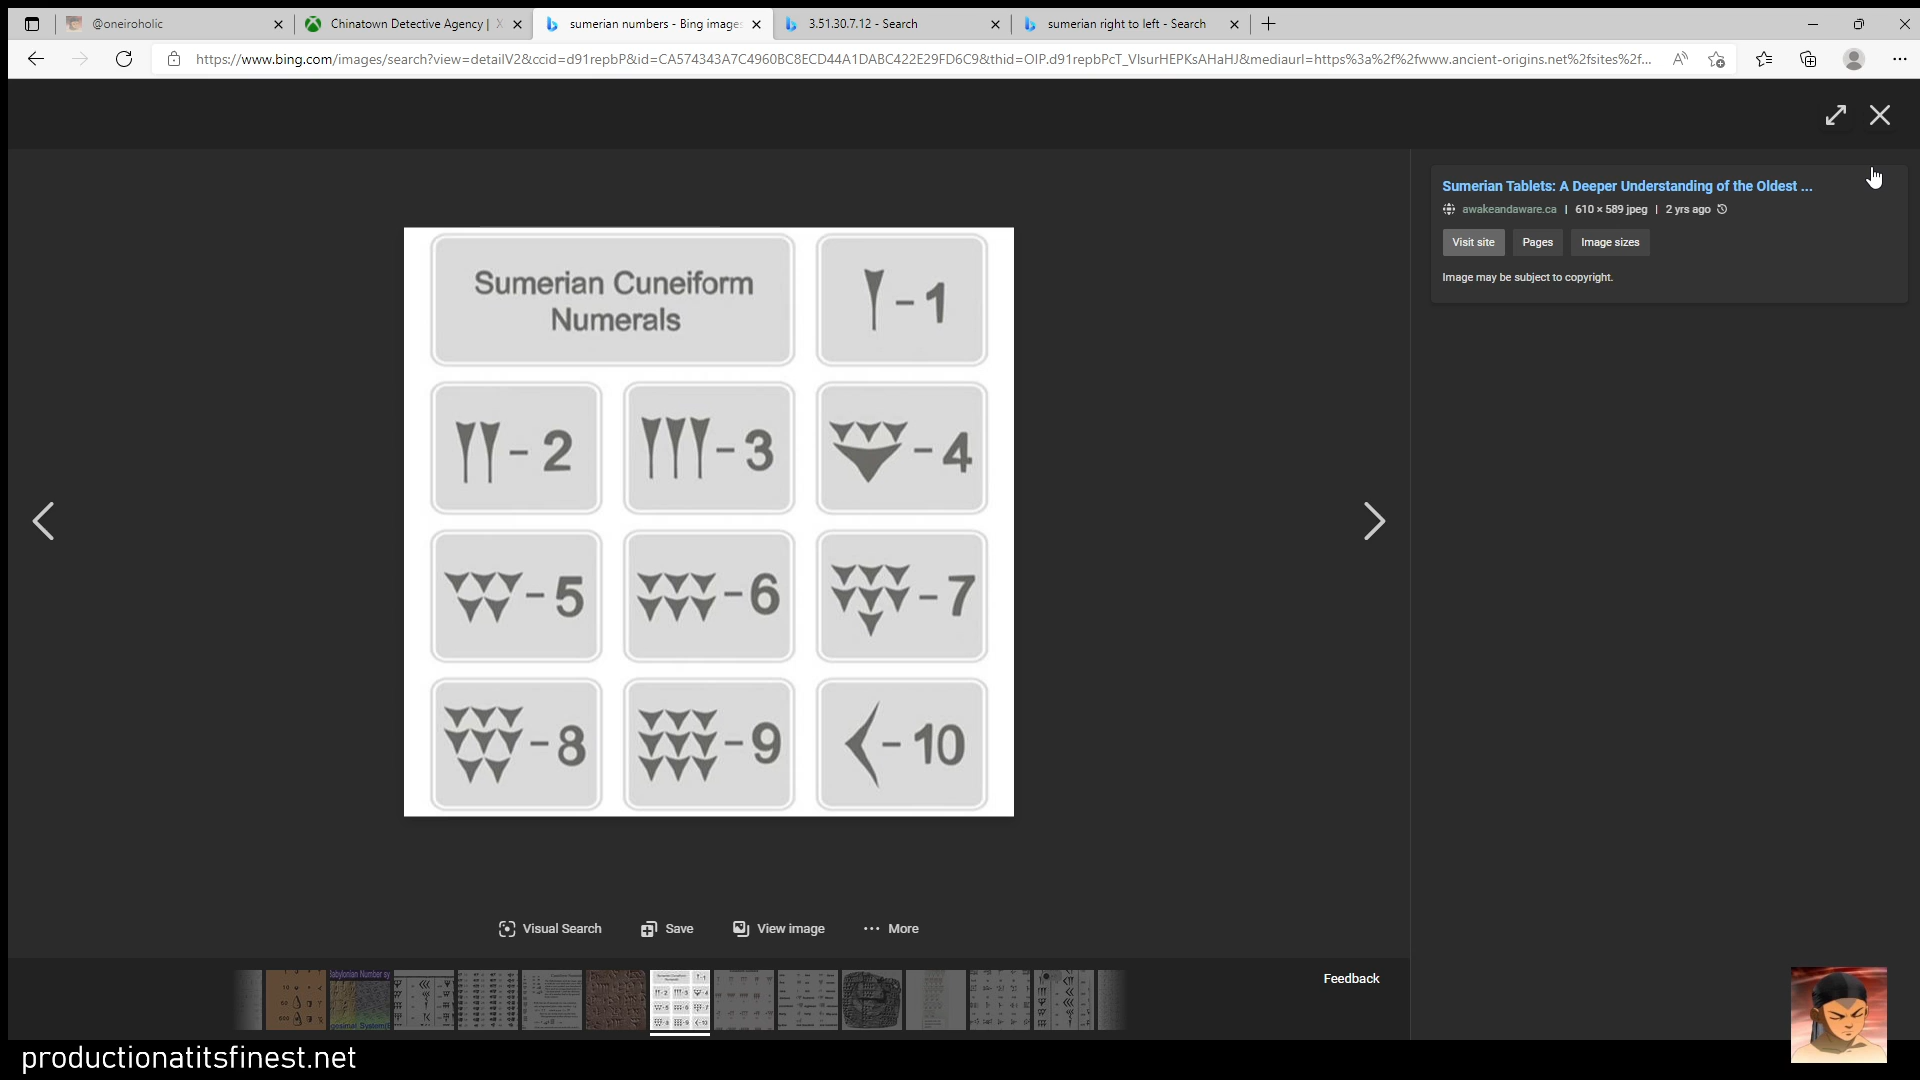 @oneiroholic
Chinatown Detective Agency |
sumerian numbers - Bing images
3.51.30.7.12 - Search
sumerian right to left - Search
https://www.bing.com/images/search?view=detailV2&ccid=d91repbP&id=CA574343A7C4960BC8ECD44A1DABC422E29FD6C9&thid=OIP.d91repbPcT_VlsurHEPKsAHaHJ&mediaurl=https%3a%2f%2fwww.ancient-origins.net%2fsites%2f...
Sumerian Tablets: A Deeper Understanding of the Oldest ...
awakeandaware.ca | 610 × 589 jpeg | 2 yrs ago
Visit site Pages Image sizes
Image may be subject to copyright.
Sumerian Cuneiform
Numerals
- 1
- 2
- 3
- 4
- 5
- 6
- 7
- 8
- 9
- 10
Visual Search Save View image ... More
Feedback
productionatitsfinest.net